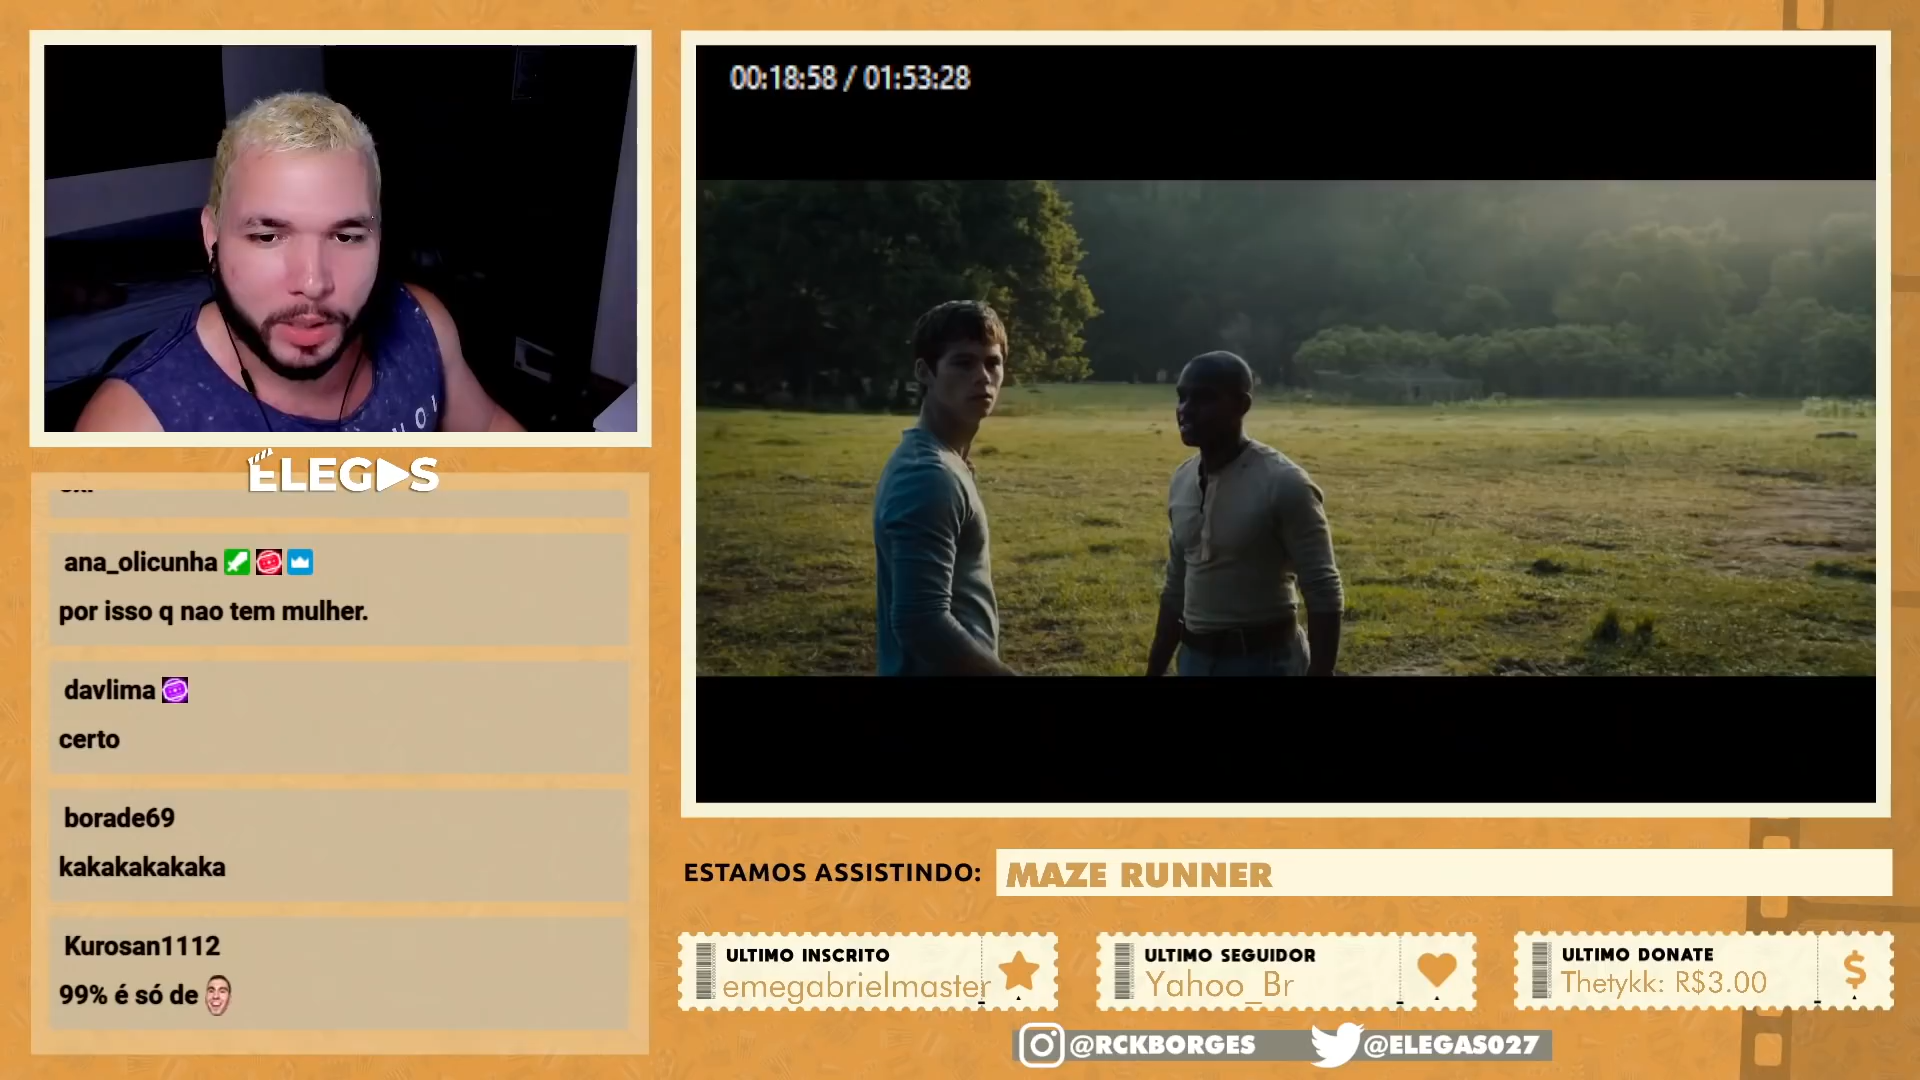 00:18:58 / 01:53:28
ELEGAS
ana_olicunha
por isso q nao tem mulher.
davlima
certo
borade69
kakakakakaka
Kurosan1112
99% é só de
ESTAMOS ASSISTINDO:
MAZE RUNNER
ULTIMO INSCRITO
emegabrielmaster
ULTIMO SEGUIDOR
Yahoo_Br
ULTIMO DONATE
Thetykk: R$3.00
@RCKBORGES
@ELEGAS027